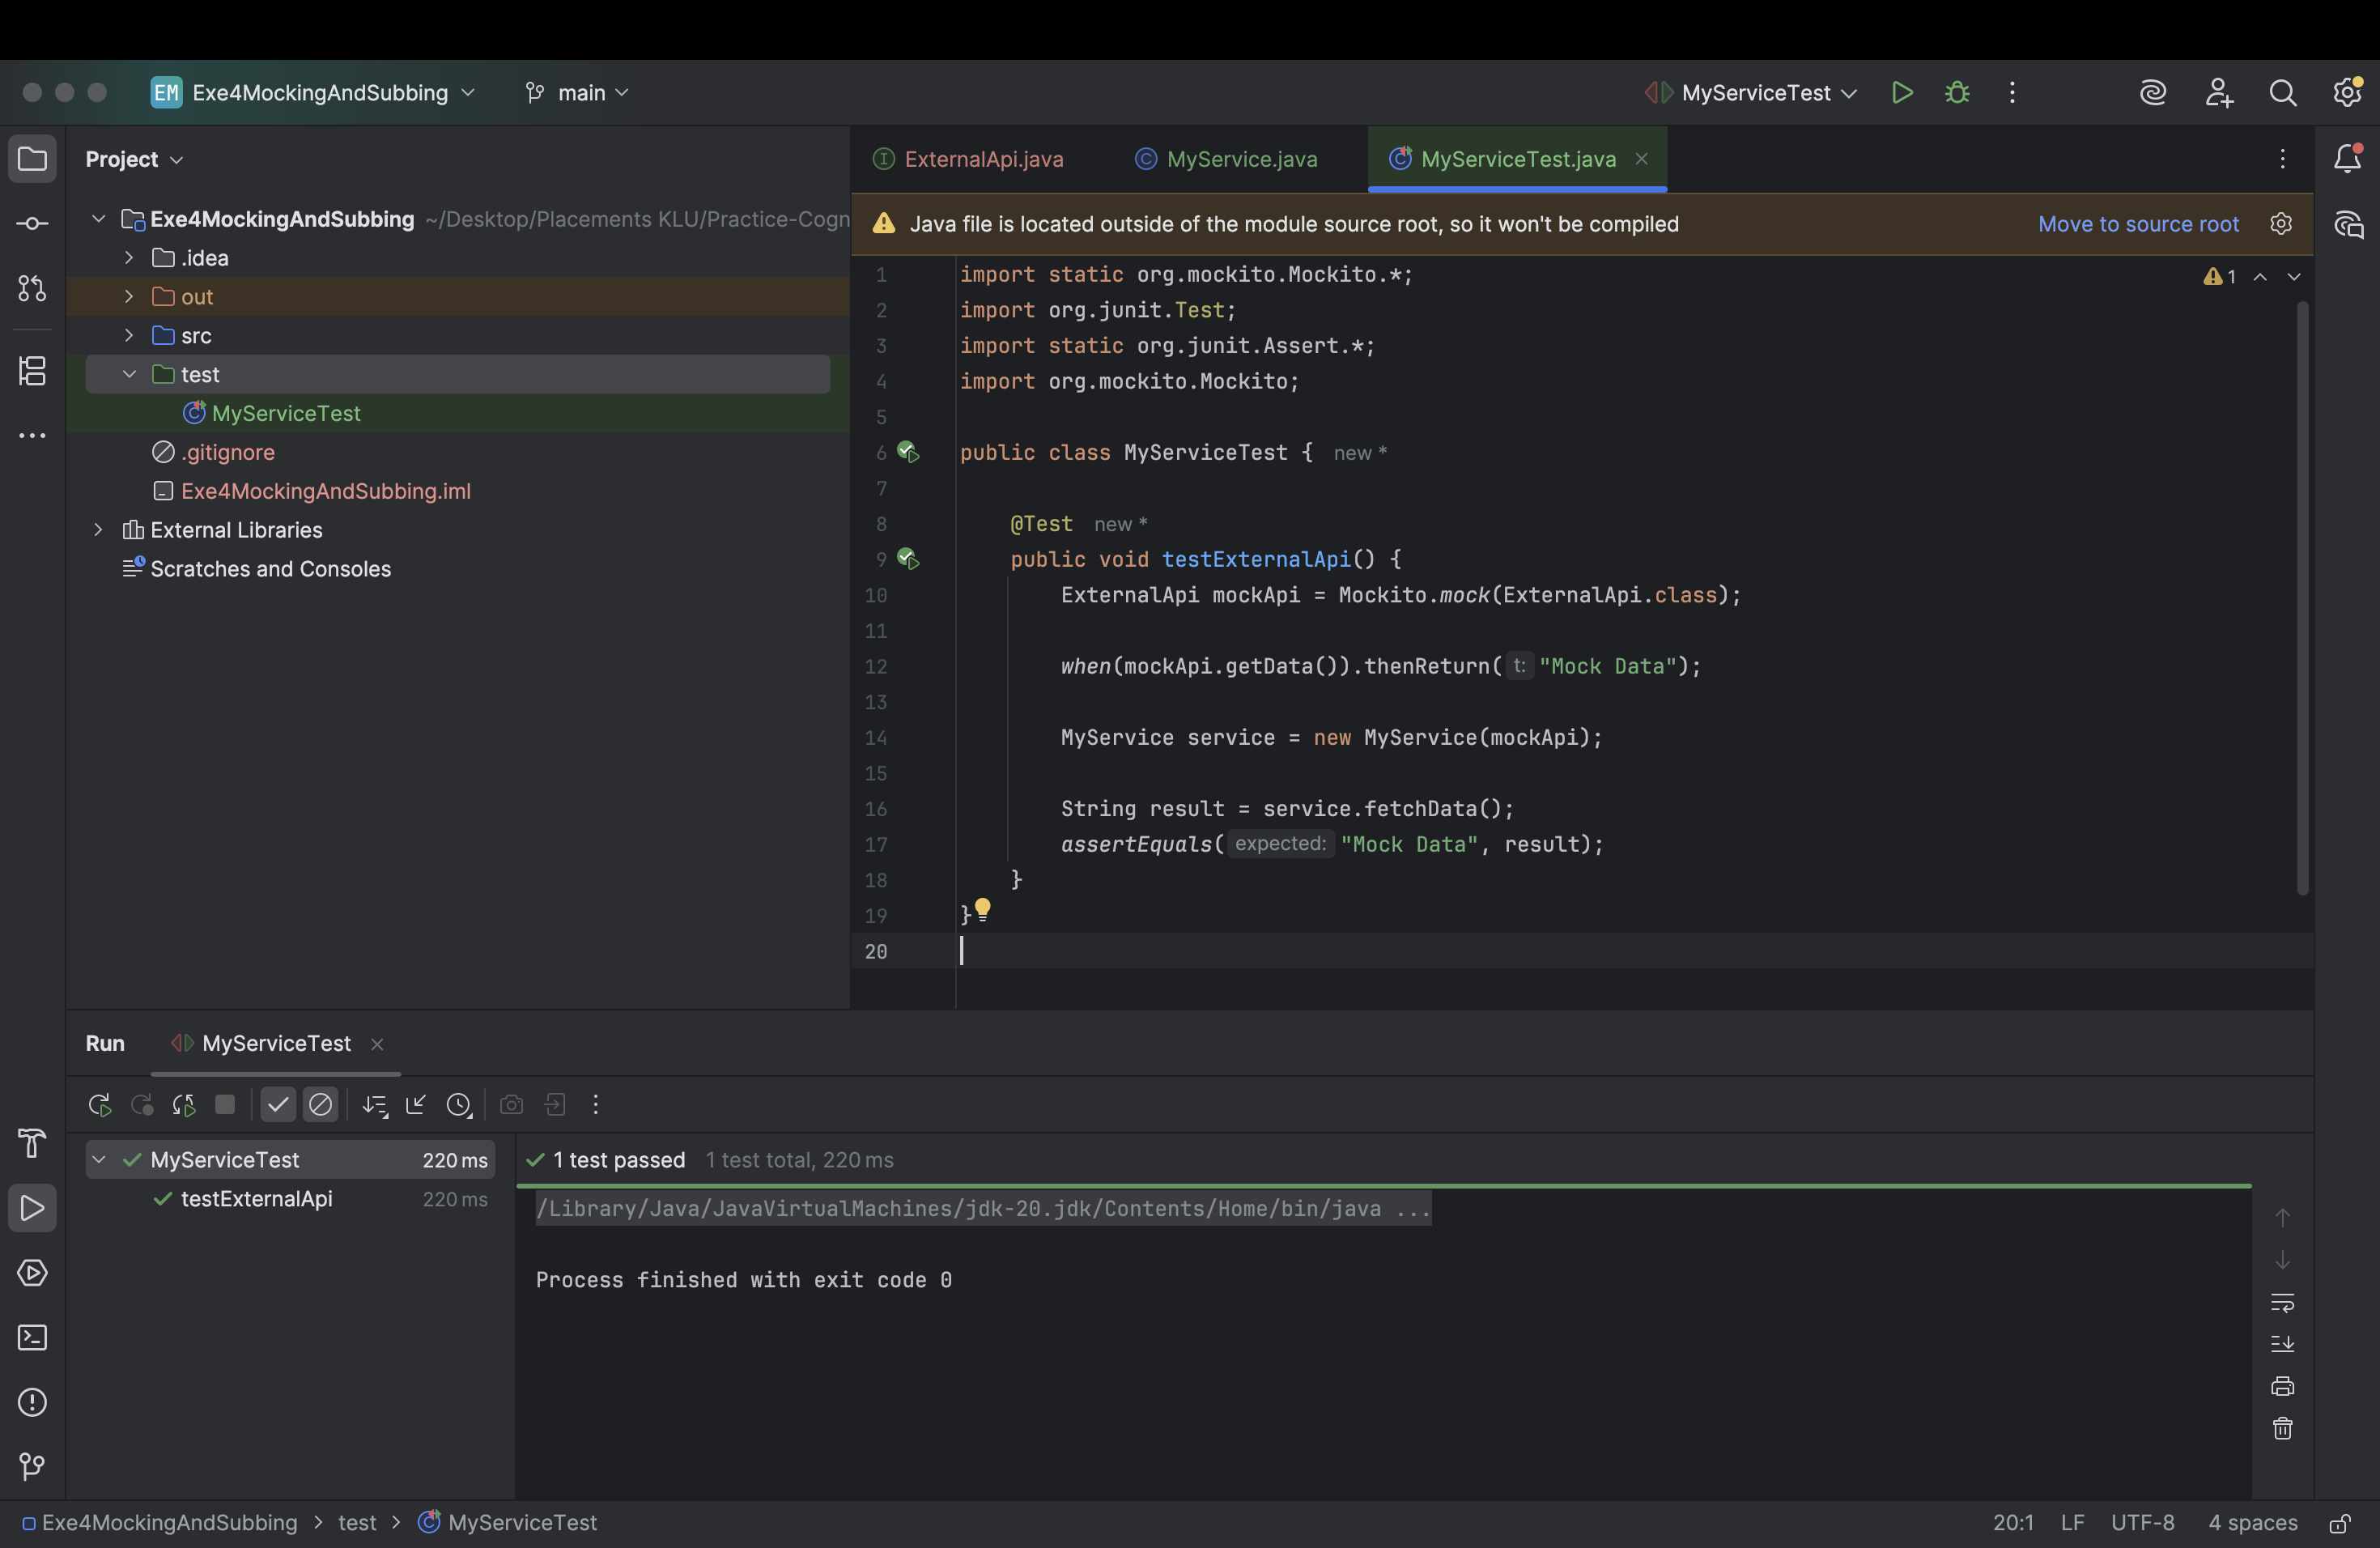 EM Exe4MockingAndSubbing main MyServiceTest
Project
Exe4MockingAndSubbing ~/Desktop/Placements KLU/Practice-Cogn
.idea
out
src
test
MyServiceTest
.gitignore
Exe4MockingAndSubbing.iml
External Libraries
Scratches and Consoles
ExternalApi.java MyService.java MyServiceTest.java
Java file is located outside of the module source root, so it won't be compiled Move to source root
1 import static org.mockito.Mockito.*; 1
2 import org.junit.Test;
3 import static org.junit.Assert.*;
4 import org.mockito.Mockito;
5
6 public class MyServiceTest { new *
7
8 @Test new *
9 public void testExternalApi() {
10 ExternalApi mockApi = Mockito.mock(ExternalApi.class);
11
12 when(mockApi.getData()).thenReturn( t: "Mock Data");
13
14 MyService service = new MyService(mockApi);
15
16 String result = service.fetchData();
17 assertEquals( expected: "Mock Data", result);
18 }
19 }
20
Run MyServiceTest
MyServiceTest 220 ms
testExternalApi 220 ms
1 test passed 1 test total, 220 ms
/Library/Java/JavaVirtualMachines/jdk-20.jdk/Contents/Home/bin/java ...
Process finished with exit code 0
Exe4MockingAndSubbing > test > MyServiceTest 20:1 LF UTF-8 4 spaces